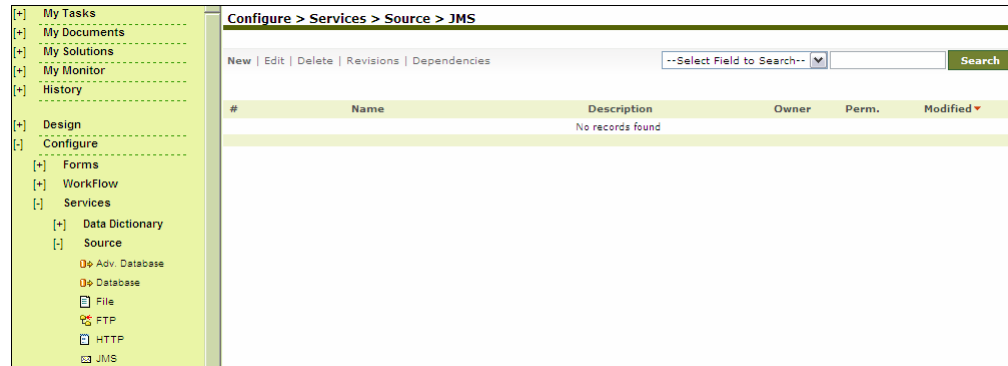 [+] My Tasks
[+] My Documents
[+] My Solutions
[+] My Monitor
[+] History
[+] Design
[-] Configure
[+] Forms
[+] WorkFlow
[-] Services
[+] Data Dictionary
[-] Source
Adv. Database
Database
File
FTP
HTTP
JMS
Configure > Services > Source > JMS
New | Edit | Delete | Revisions | Dependencies
--Select Field to Search-- Search
# Name Description Owner Perm. Modified
No records found